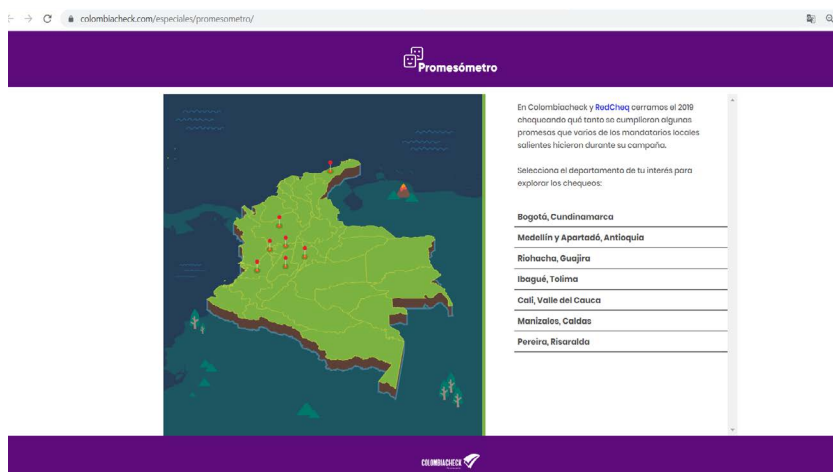 colombiacheck.com/especiales/promesometro/
Promesómetro
En Colombiacheck y RedCheq cerramos el 2019
chequeando qué tanto se cumplieron algunas
promesas que varios de los mandatarios locales
salientes hicieron durante su campaña.
Selecciona el departamento de tu interés para
explorar los chequeos:
Bogotá, Cundinamarca
Medellín y Apartadó, Antioquia
Riohacha, Guajira
Ibagué, Tolima
Cali, Valle del Cauca
Manizales, Caldas
Pereira, Risaralda
COLOMBIACHECK